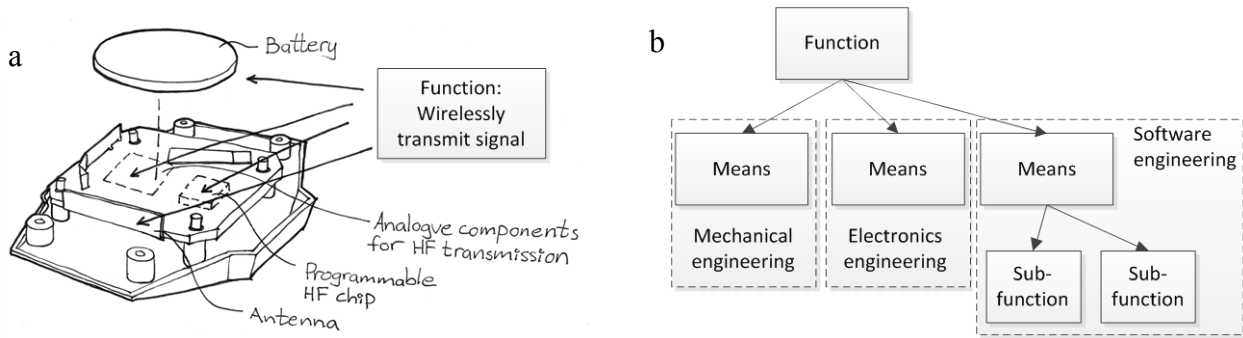 a
Battery
Function:
Wirelessly
transmit signal
Analogue components
for HF transmission
Programmable
HF chip
Antenna
b
Function
Means
Mechanical
engineering
Means
Electronics
engineering
Means
Software
engineering
Sub-
function
Sub-
function